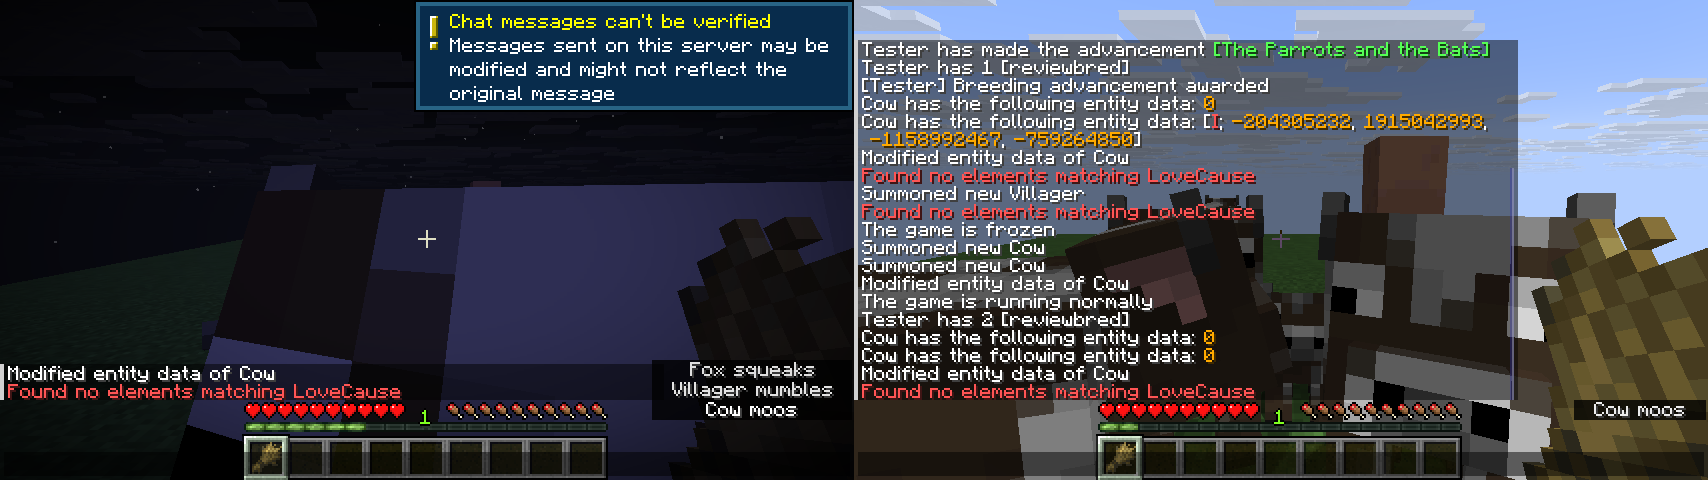 Chat messages can't be verified
Messages sent on this server may be
modified and might not reflect the
original message
Modified entity data of Cow
Found no elements matching LoveCause
Fox squeaks
Villager mumbles
Cow moos
1
Tester has made the advancement [The Parrots and the Bats]
Tester has 1 [reviewbred]
[Tester] Breeding advancement awarded
Cow has the following entity data: 0
Cow has the following entity data: [I; -204305232, 1915042993,
-1158992467, -759264850]
Modified entity data of Cow
Found no elements matching LoveCause
Summoned new Villager
Found no elements matching LoveCause
The game is frozen
Summoned new Cow
Summoned new Cow
Modified entity data of Cow
The game is running normally
Tester has 2 [reviewbred]
Cow has the following entity data: 0
Cow has the following entity data: 0
Modified entity data of Cow
Found no elements matching LoveCause
Cow moos
1